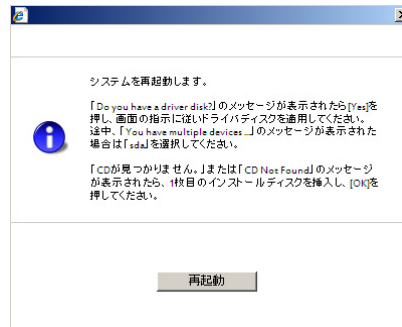 システムを再起動します。
「Do you have a driver disk?」のメッセージが表示されたら[Yes]を
押し、画面の指示に従いドライバディスクを適用してください。
途中、「You have multiple devices ...」のメッセージが表示された
場合は「sda」を選択してください。
「CDが見つかりません。」または「CD Not Found」のメッセージ
が表示されたら、1枚目のインストールディスクを挿入し、[OK]を
押してください。
再起動